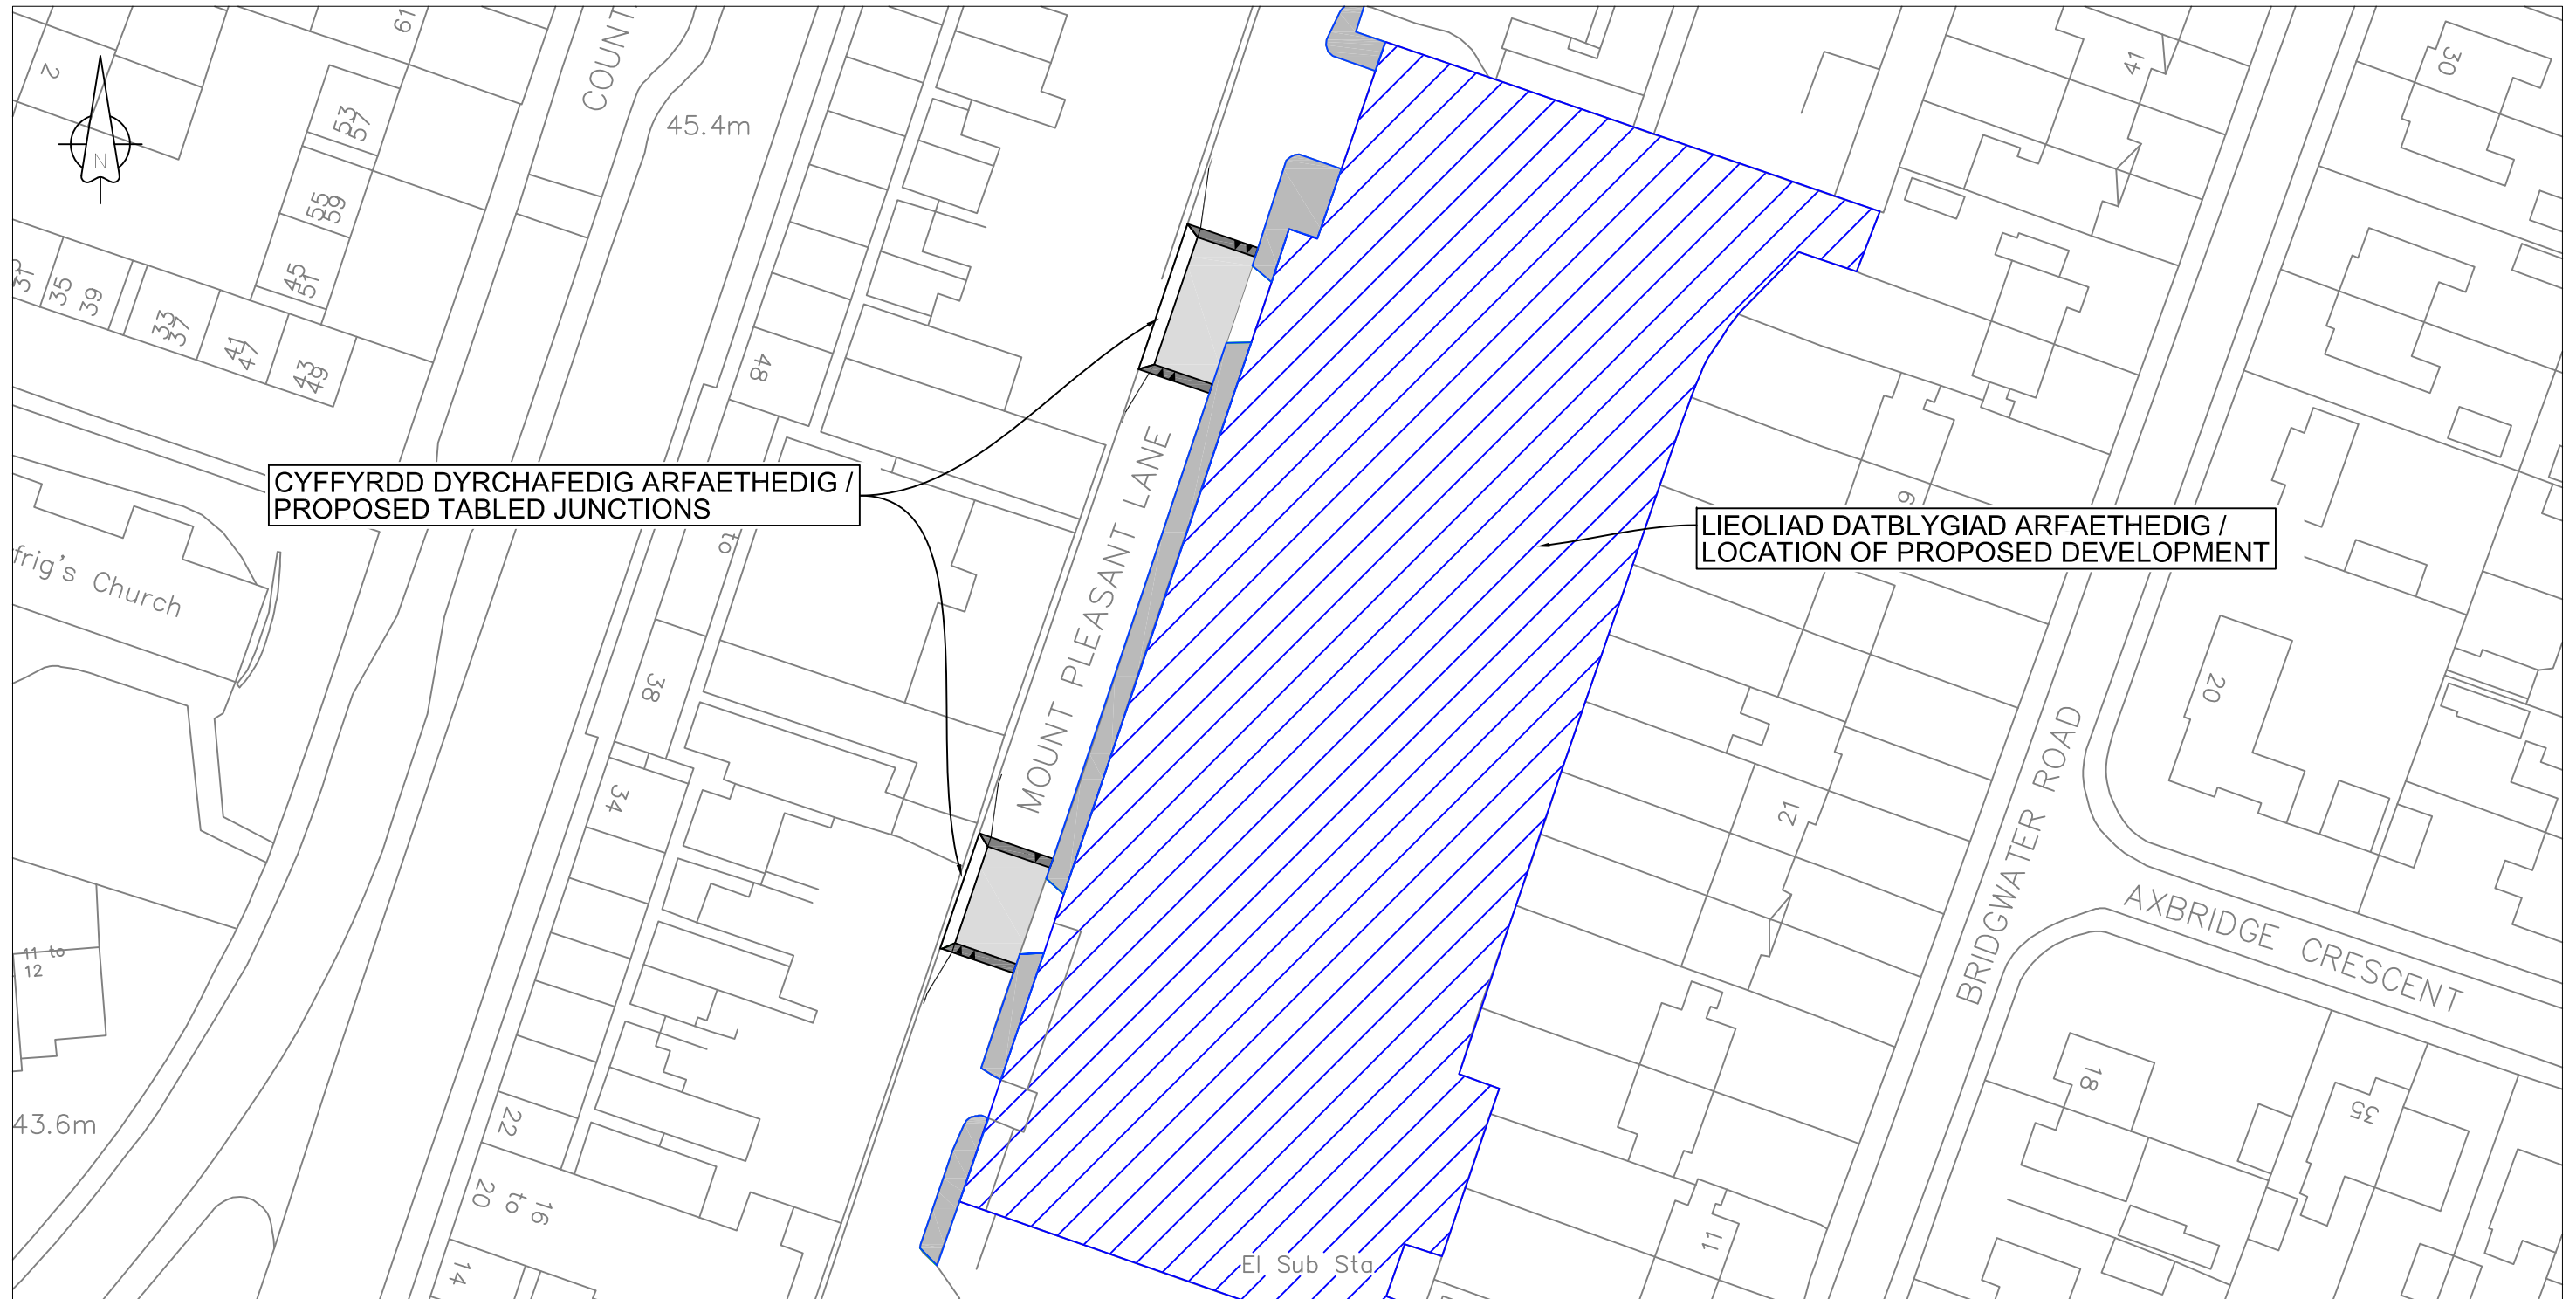 61
COUNT
45.4m
2
53
57
N
55
59
45
51
31
35
39
33
37
41
47
43
49
48
41
30
CYFFYRDD DYRCHAFEDIG ARFAETHEDIG /
PROPOSED TABLED JUNCTIONS
to
MOUNT PLEASANT LANE
9
LIEOLIAD DATBLYGIAD ARFAETHEDIG /
LOCATION OF PROPOSED DEVELOPMENT
frig's Church
38
34
20
21
BRIDGWATER ROAD
AXBRIDGE CRESCENT
11 to
12
43.6m
22
18
35
16
to
20
14
11
El Sub Sta